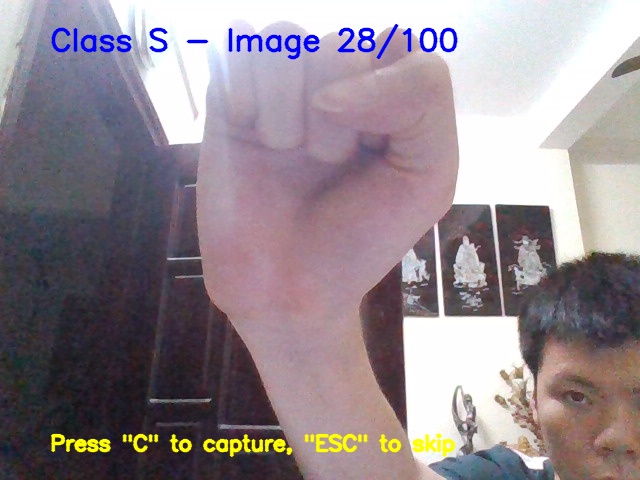 Class S - Image 28/100
Press "C" to capture, "ESC" to skip